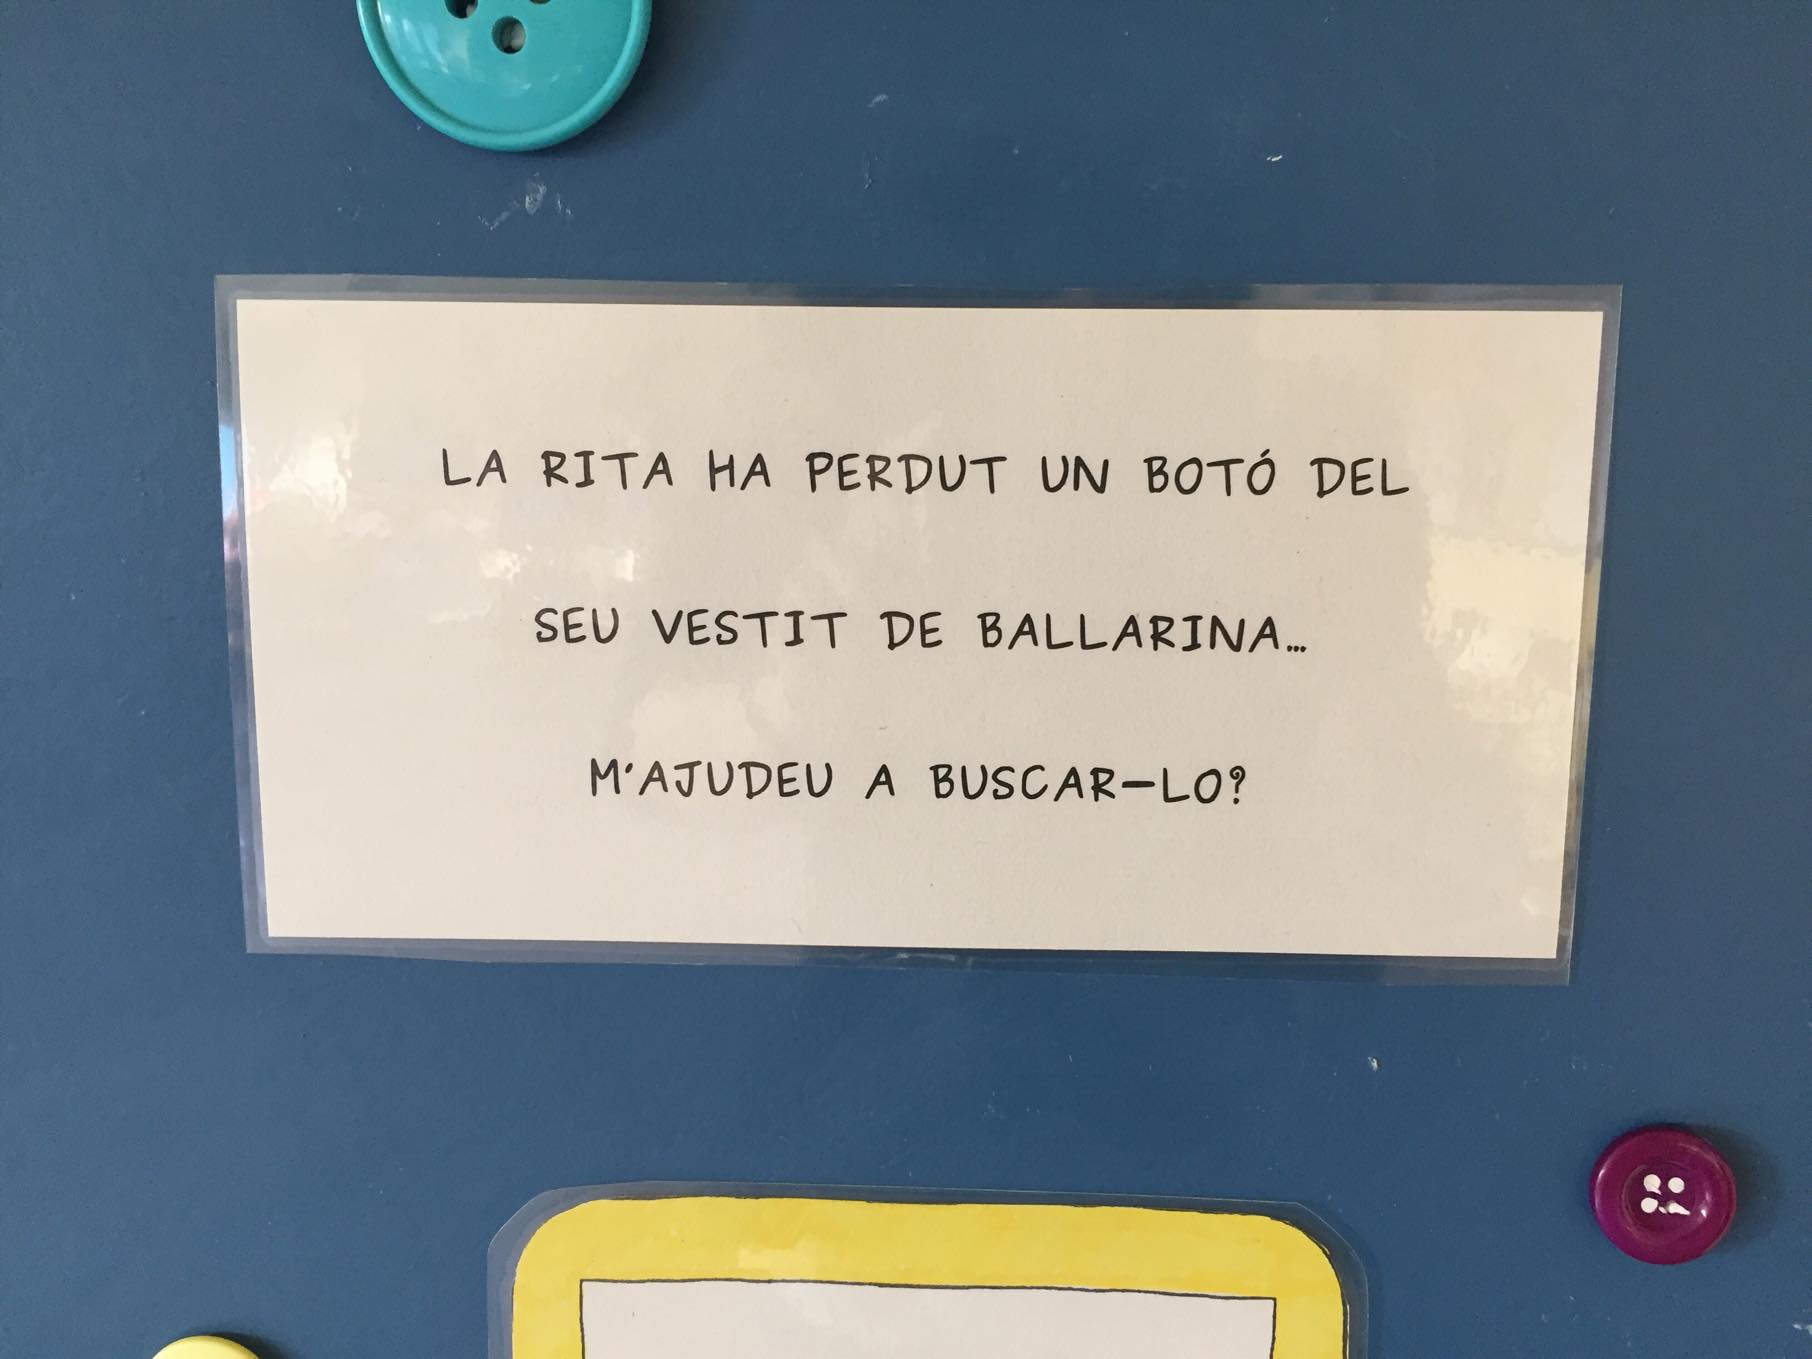 LA RITA HA PERDUT UN BOTÓ DEL
SEU VESTIT DE BALLARINA...
M'AJUDEU A BUSCAR-LO?